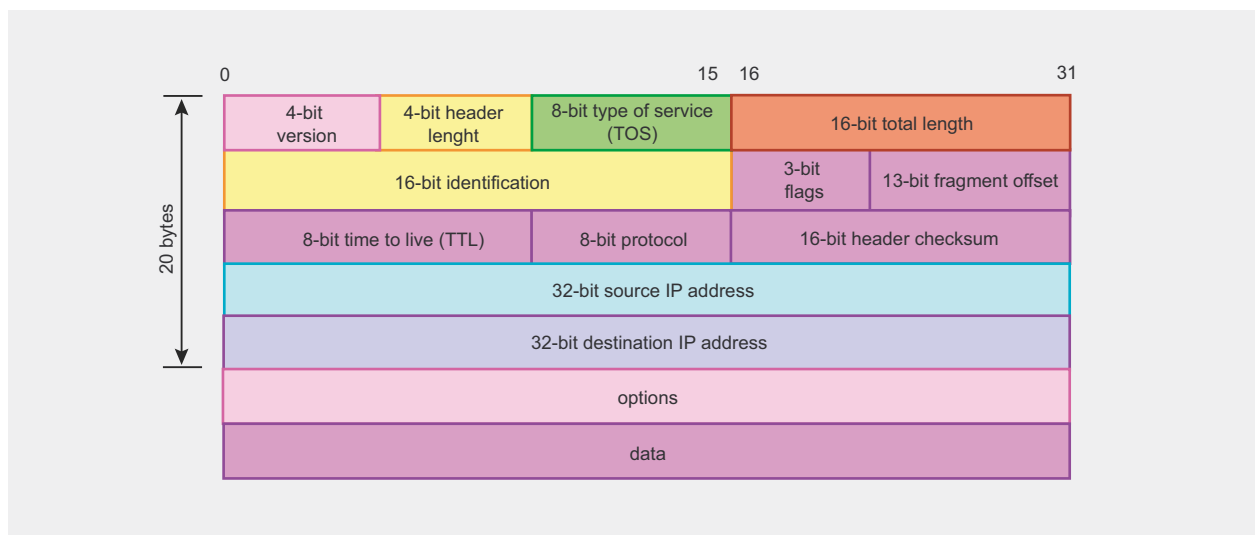 0 15 16 31
4-bit
version
4-bit header
lenght
8-bit type of service
(TOS)
16-bit total length
16-bit identification
3-bit
flags
13-bit fragment offset
8-bit time to live (TTL)
8-bit protocol
16-bit header checksum
20 bytes
32-bit source IP address
32-bit destination IP address
options
data